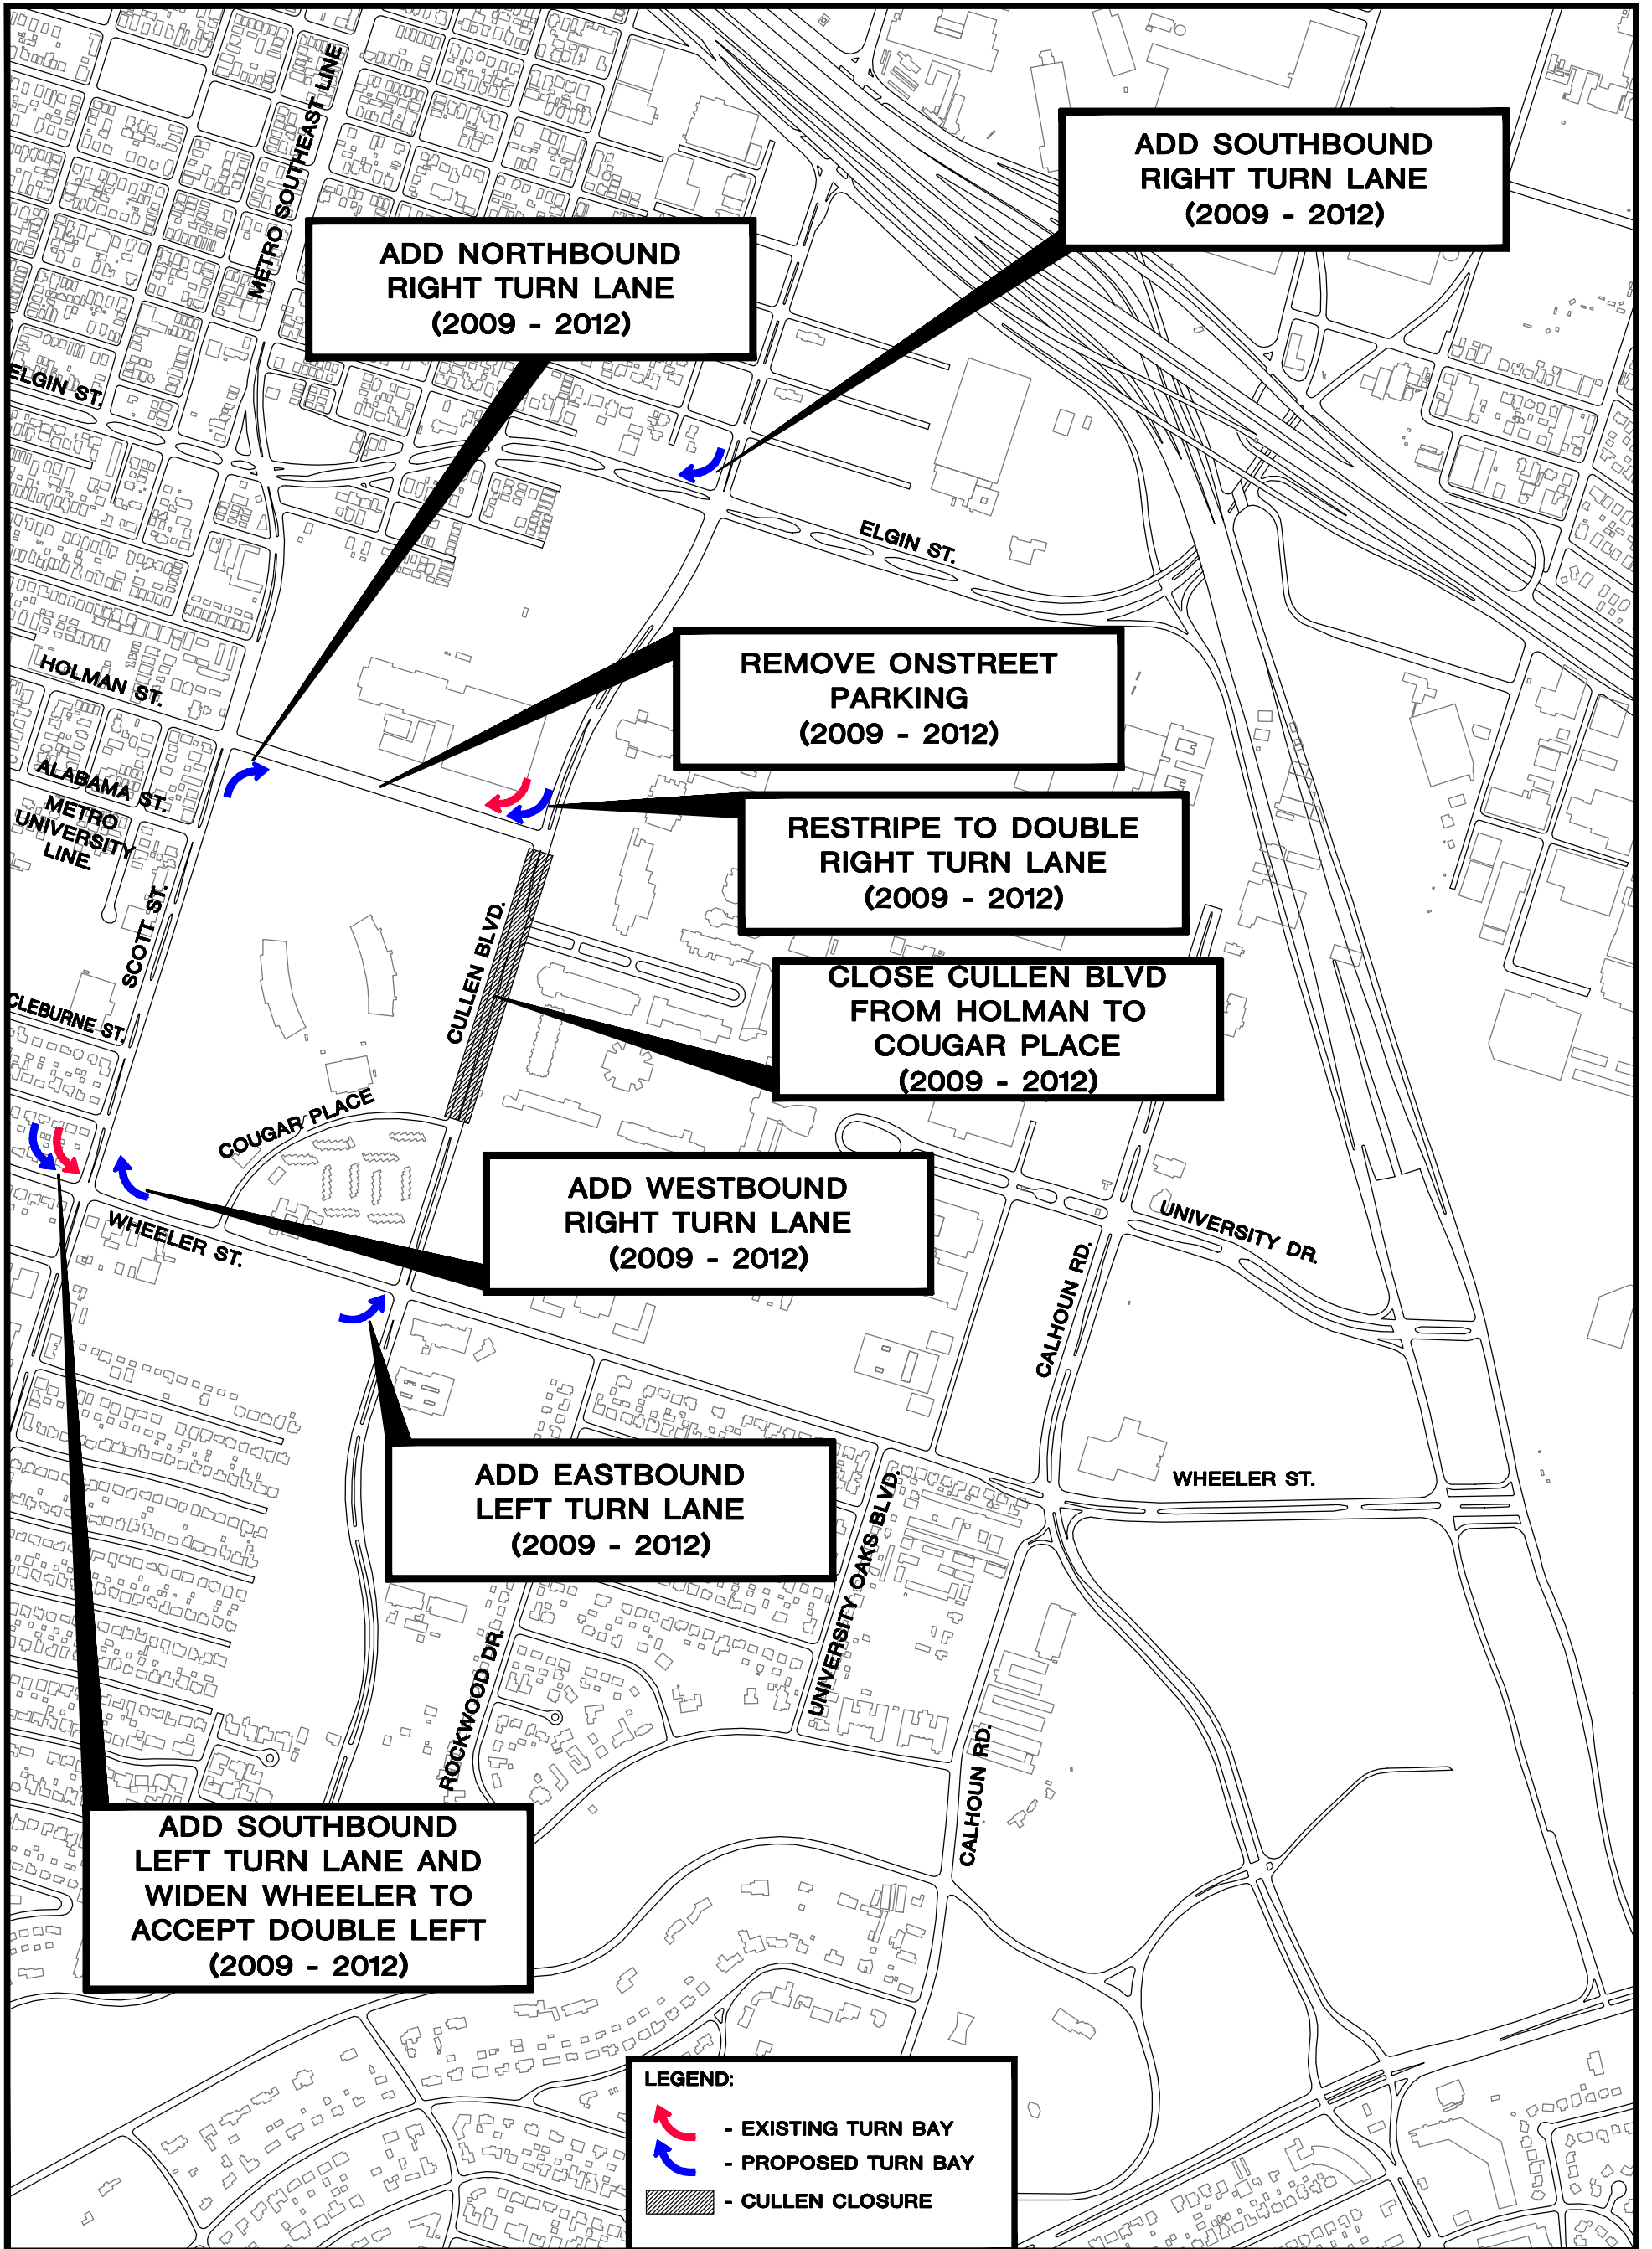 METRO SOUTHEAST LINE
ADD SOUTHBOUND
RIGHT TURN LANE
(2009 - 2012)
ADD NORTHBOUND
RIGHT TURN LANE
(2009 - 2012)
ELGIN ST.
ELGIN ST.
REMOVE ONSTREET
PARKING
(2009 - 2012)
HOLMAN ST.
ALABAMA ST.
METRO
UNIVERSITY
LINE.
RESTRIPE TO DOUBLE
RIGHT TURN LANE
(2009 - 2012)
SCOTT ST.
CULLEN BLVD.
CLOSE CULLEN BLVD
FROM HOLMAN TO
COUGAR PLACE
(2009 - 2012)
CLEBURNE ST.
COUGAR PLACE
ADD WESTBOUND
RIGHT TURN LANE
(2009 - 2012)
WHEELER ST.
UNIVERSITY DR.
CALHOUN RD.
ADD EASTBOUND
LEFT TURN LANE
(2009 - 2012)
WHEELER ST.
UNIVERSITY OAKS BLVD.
ROCKWOOD DR.
CALHOUN RD.
ADD SOUTHBOUND
LEFT TURN LANE AND
WIDEN WHEELER TO
ACCEPT DOUBLE LEFT
(2009 - 2012)
LEGEND:
- EXISTING TURN BAY
- PROPOSED TURN BAY
- CULLEN CLOSURE